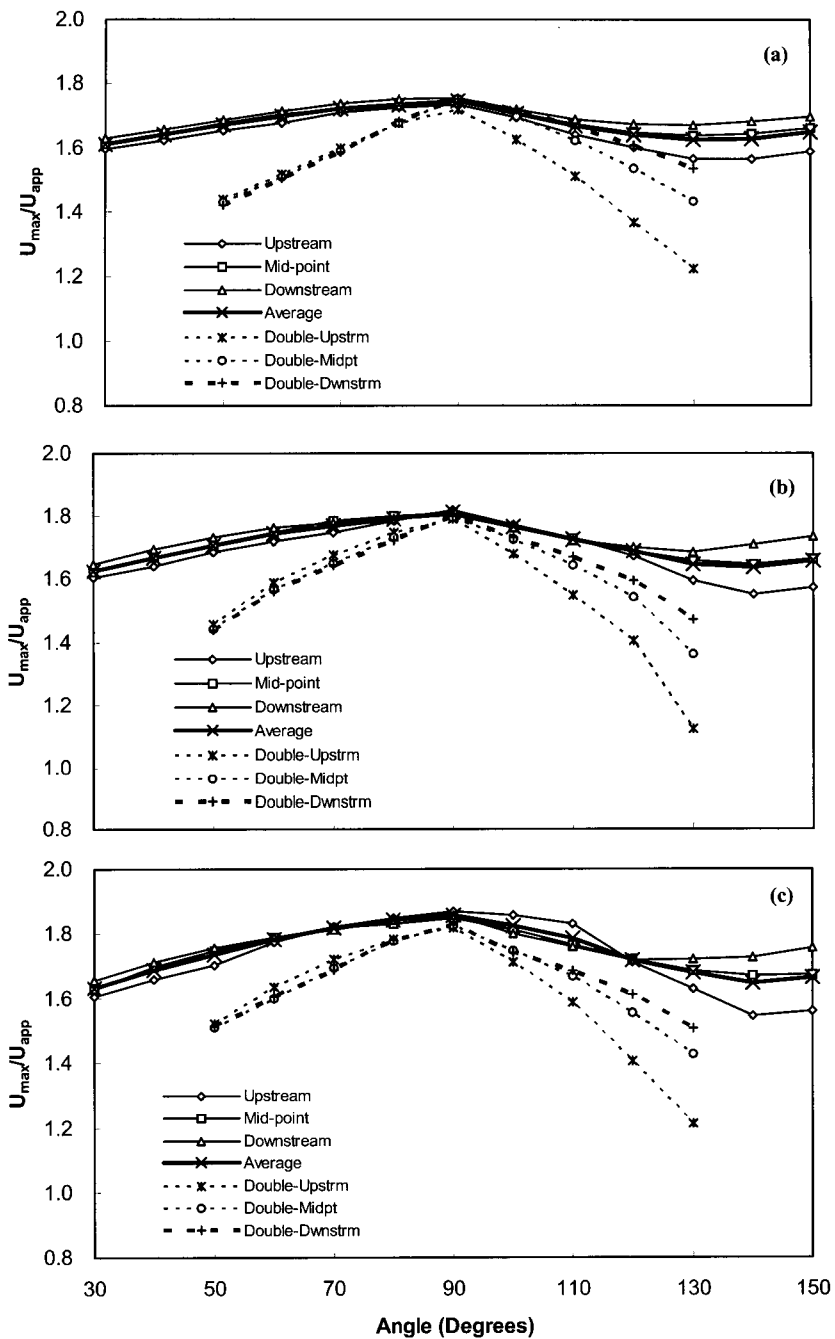 (a)
2.0
1.8
1.6
1.4
1.2
1.0
0.8
Umax/Uapp
Upstream
Mid-point
Downstream
Average
Double-Upstrm
Double-Midpt
Double-Dwnstrm
(b)
2.0
1.8
1.6
1.4
1.2
1.0
0.8
Umax/Uapp
Upstream
Mid-point
Downstream
Average
Double-Upstrm
Double-Midpt
Double-Dwnstrm
(c)
2.0
1.8
1.6
1.4
1.2
1.0
0.8
Umax/Uapp
Upstream
Mid-point
Downstream
Average
Double-Upstrm
Double-Midpt
Double-Dwnstrm
30 50 70 90 110 130 150
Angle (Degrees)